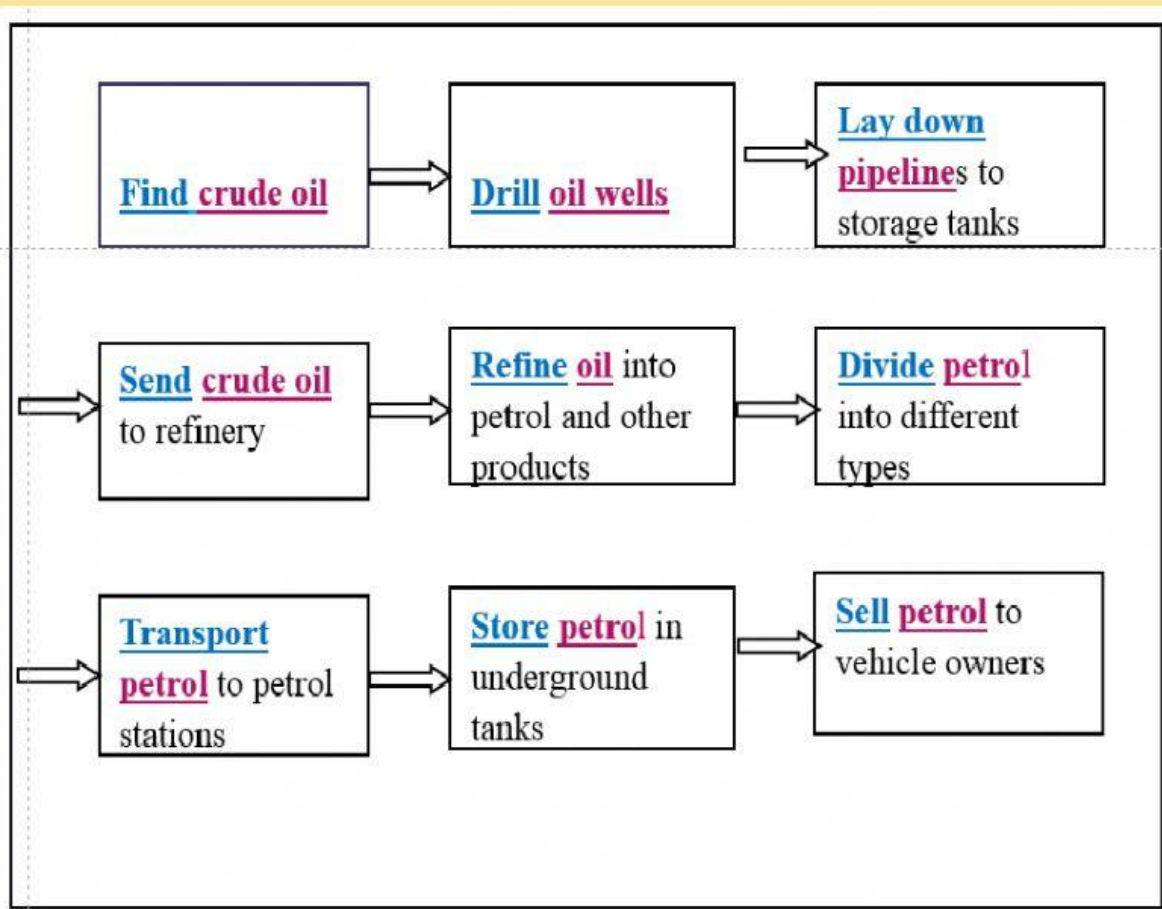 Find crude oil
Drill oil wells
Lay down
pipelines to
storage tanks
Send crude oil
to refinery
Refine oil into
petrol and other
products
Divide petrol
into different
types
Transport
petrol to petrol
stations
Store petrol in
underground
tanks
Sell petrol to
vehicle owners